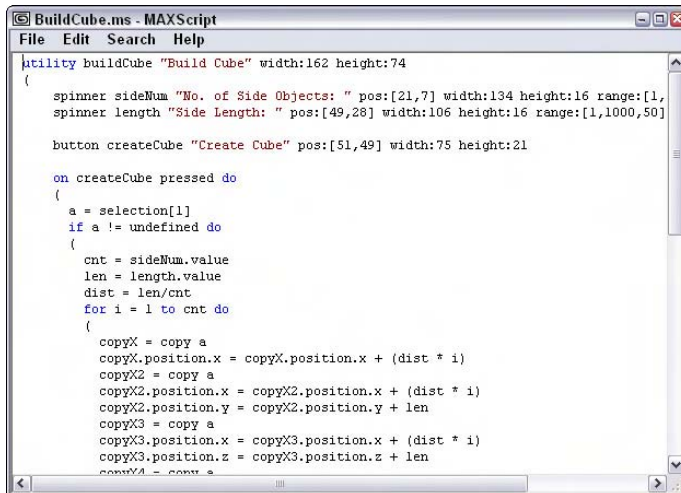 BuildCube.ms - MAXScript
File Edit Search Help
utility buildCube "Build Cube" width:162 height:74
(
spinner sideNum "No. of Side Objects: " pos:[21,7] width:134 height:16 range:[1,
spinner length "Side Length: " pos:[49,28] width:106 height:16 range:[1,1000,50]
button createCube "Create Cube" pos:[51,49] width:75 height:21
on createCube pressed do
(
a = selection[1]
if a != undefined do
(
cnt = sideNum.value
len = length.value
dist = len/cnt
for i = 1 to cnt do
(
copyX = copy a
copyX.position.x = copyX.position.x + (dist * i)
copyX2 = copy a
copyX2.position.x = copyX2.position.x + (dist * i)
copyX2.position.y = copyX2.position.y + len
copyX3 = copy a
copyX3.position.x = copyX3.position.x + (dist * i)
copyX3.position.z = copyX3.position.z + len
copyX4 = copy a